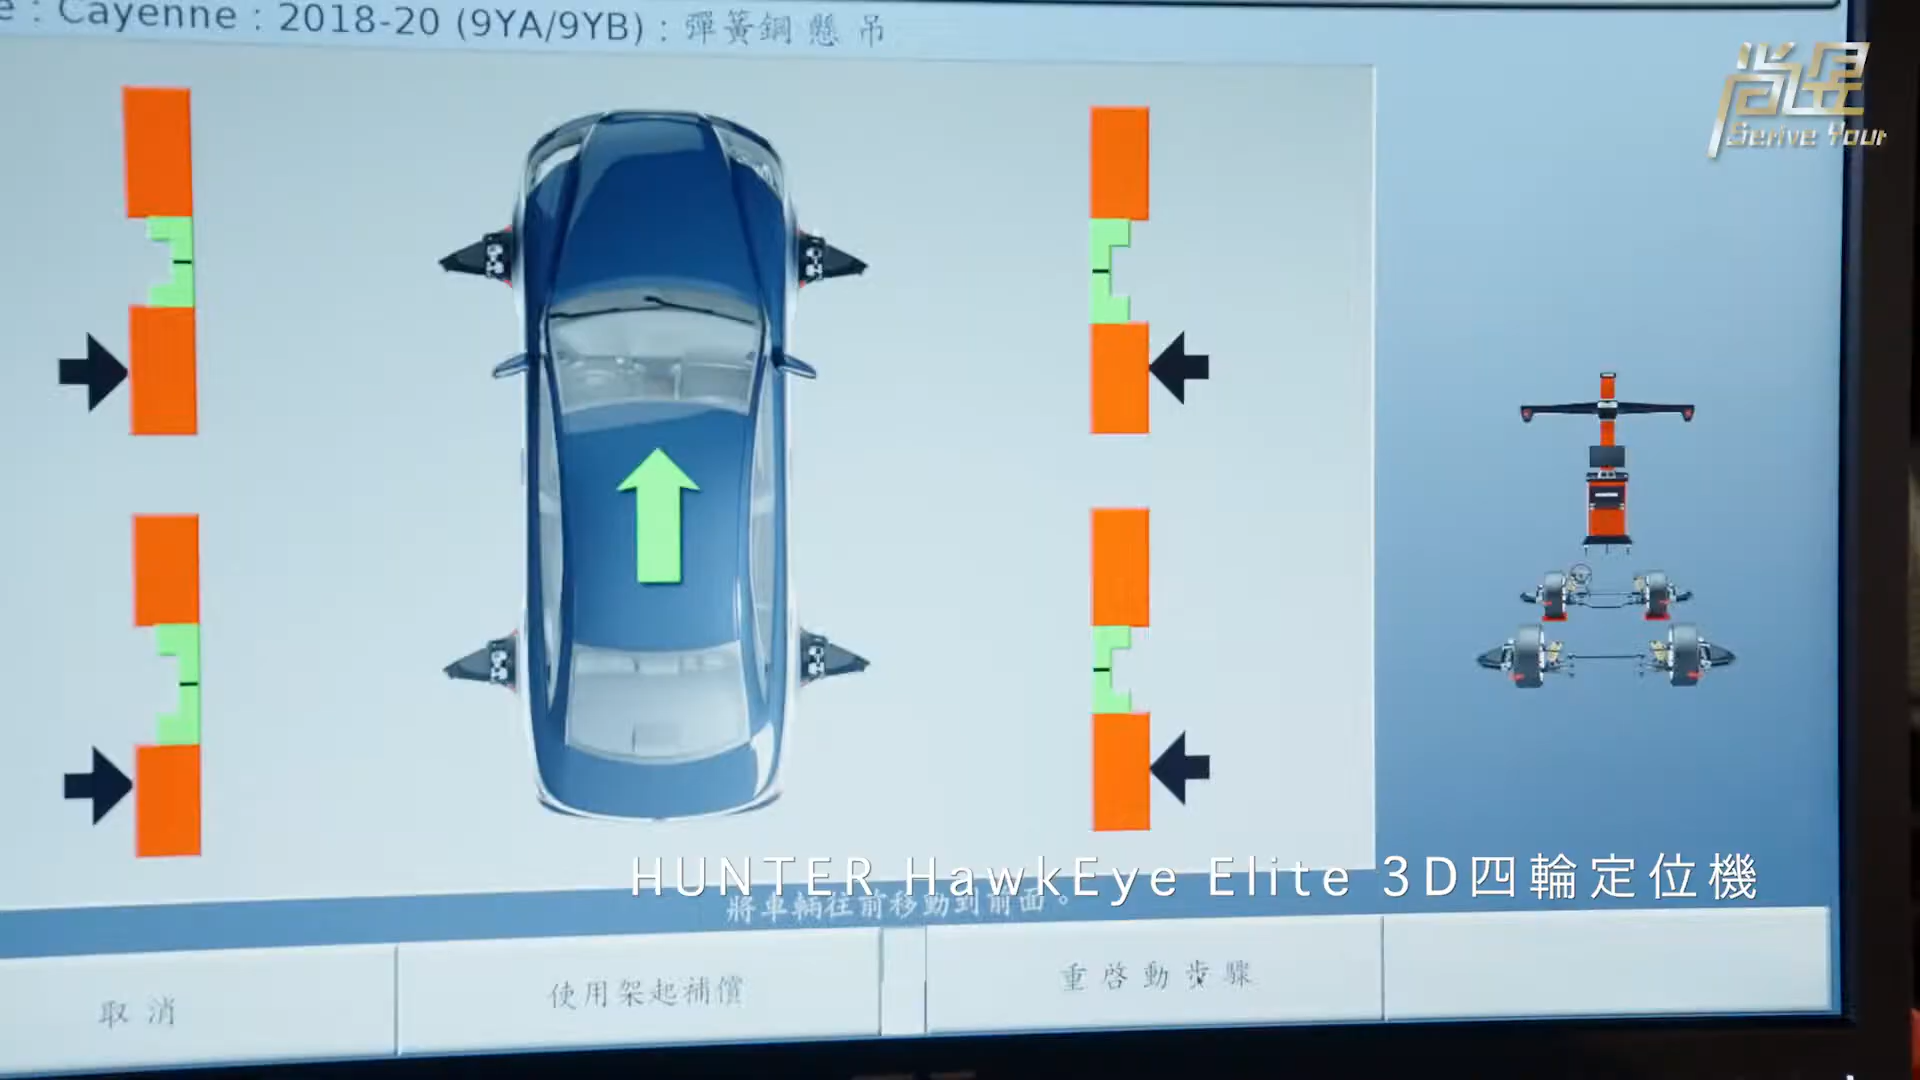 e : Cayenne : 2018-20 (9YA/9YB) : 彈簧鋼 懸 吊
尚昱
Serive Your
HUNTER HawkEye Elite 3D四輪定位機
將車輛往前移動到前面。
取消
使用架起補償
重啓動步驟